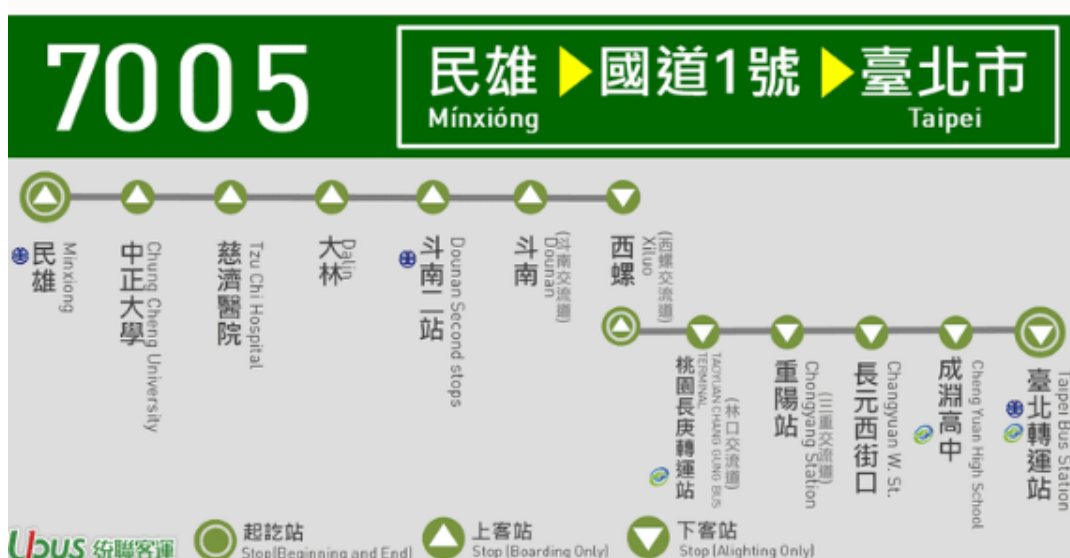 7005
民雄▶國道1號▶臺北市
Mínxióng Taipei
民雄
Minxiong
中正大學
Chung Cheng University
慈濟醫院
Tzu Chi Hospital
大林
Dalin
斗南二站
Dounan Second stops
斗南
Dounan
(斗南交流道)
西螺
Xiluo
(西螺交流道)
桃園長庚轉運站
TAOYUAN CHANG GUNG BUS
TERMINAL
(林口交流道)
重陽站
Chongyang Station
(三重交流道)
長元西街口
Changyuan W. St.
成淵高中
Cheng Yuan High School
臺北轉運站
Taipei Bus Station
Ubus 統聯客運
起訖站
Stop(Beginning and End)
上客站
Stop (Boarding Only)
下客站
Stop (Alighting Only)